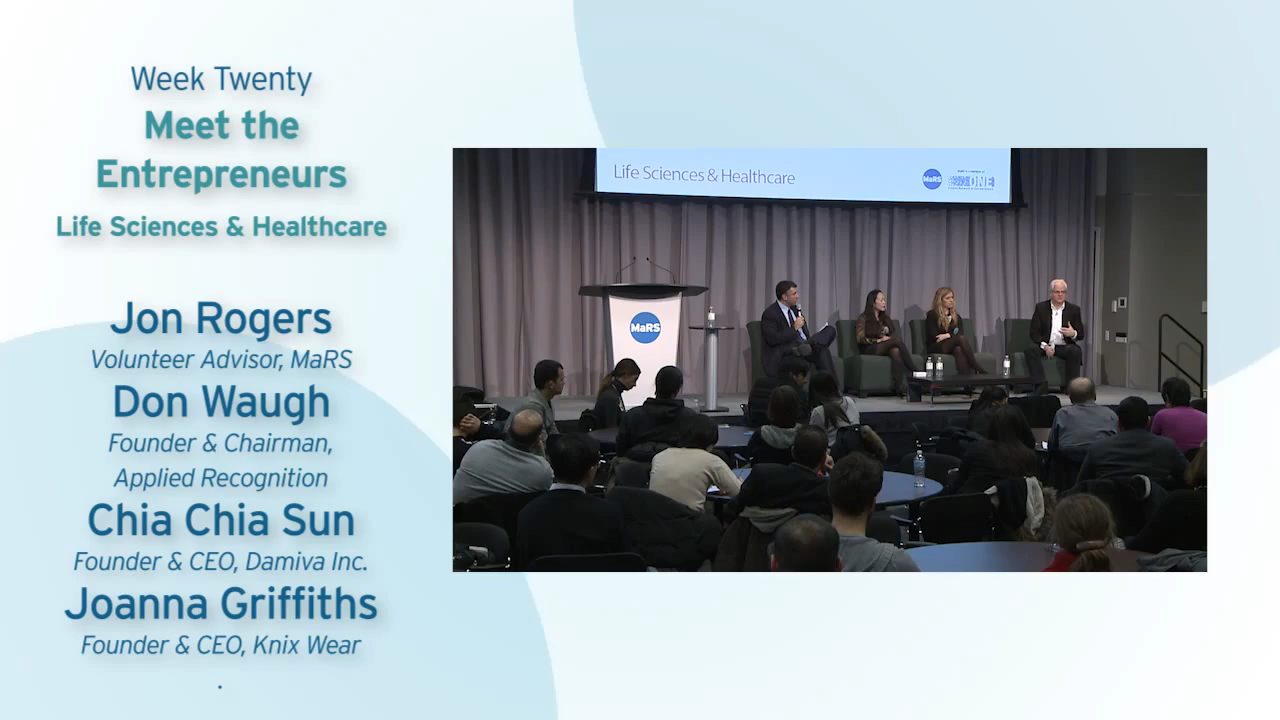 Week Twenty
Meet the
Entrepreneurs
Life Sciences & Healthcare
Jon Rogers
Volunteer Advisor, MaRS
Don Waugh
Founder & Chairman,
Applied Recognition
Chia Chia Sun
Founder & CEO, Damiva Inc.
Joanna Griffiths
Founder & CEO, Knix Wear
.
Life Sciences & Healthcare
MaRS
ONE
MaRS